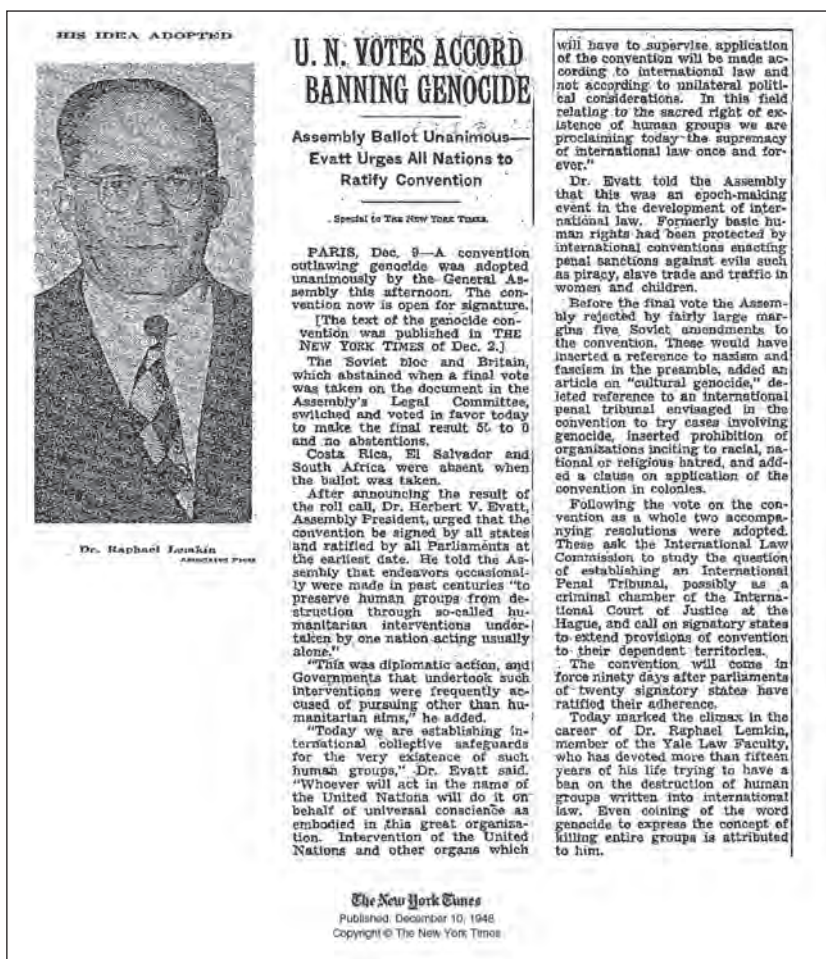 HIS IDEA ADOPTED
Dr. Raphael Lemkin
Associated Press
U. N. VOTES ACCORD
BANNING GENOCIDE
Assembly Ballot Unanimous—
Evatt Urges All Nations to
Ratify Convention
Special to THE NEW YORK TIMES.
PARIS, Dec. 9—A convention
outlawing genocide was adopted
unanimously by the General As-
sembly this afternoon. The con-
vention now is open for signature.
[The text of the genocide con-
vention was published in THE
NEW YORK TIMES of Dec. 2.]
The Soviet bloc and Britain,
which abstained when a final vote
was taken on the document in the
Assembly's Legal Committee,
switched and voted in favor today
to make the final result 55 to 0
and no abstentions.
Costa Rica, El Salvador and
South Africa were absent when
the ballot was taken.
After announcing the result of
the roll call, Dr. Herbert V. Evatt,
Assembly President, urged that the
convention be signed by all states
and ratified by all Parliaments at
the earliest date. He told the As-
sembly that endeavors occasional-
ly were made in past centuries "to
preserve human groups from de-
struction through so-called hu-
manitarian interventions under-
taken by one nation acting usually
alone."
"This was diplomatic action, and
Governments that undertook such
interventions were frequently ac-
cused of pursuing other than hu-
manitarian aims," he added.
"Today we are establishing in-
ternational collective safeguards
for the very existence of such
human groups," Dr. Evatt said.
"Whoever will act in the name of
the United Nations will do it on
behalf of universal conscience as
embodied in this great organiza-
tion. Intervention of the United
Nations and other organs which
will have to supervise application
of the convention will be made ac-
cording to international law and
not according to unilateral politi-
cal considerations. In this field
relating to the sacred right of ex-
istence of human groups we are
proclaiming today the supremacy
of international law once and for-
ever."
Dr. Evatt told the Assembly
that this was an epoch-making
event in the development of inter-
national law. Formerly basic hu-
man rights had been protected by
international conventions enacting
penal sanctions against evils such
as piracy, slave trade and traffic in
women and children.
Before the final vote the Assem-
bly rejected by fairly large mar-
gins five Soviet amendments to
the convention. These would have
inserted a reference to nazism and
fascism in the preamble, added an
article on "cultural genocide," de-
leted reference to an international
penal tribunal envisaged in the
convention to try cases involving
genocide, inserted prohibition of
organizations inciting to racial, na-
tional or religious hatred, and add-
ed a clause on application of the
convention in colonies.
Following the vote on the con-
vention as a whole two accompa-
nying resolutions were adopted.
These ask the International Law
Commission to study the question
of establishing an International
Penal Tribunal, possibly as a
criminal chamber of the Interna-
tional Court of Justice at the
Hague, and call on signatory states
to extend provisions of convention
to their dependent territories.
The convention will come in
force ninety days after parliaments
of twenty signatory states have
ratified their adherence.
Today marked the climax in the
career of Dr. Raphael Lemkin,
member of the Yale Law Faculty,
who has devoted more than fifteen
years of his life trying to have a
ban on the destruction of human
groups written into international
law. Even coining of the word
genocide to express the concept of
killing entire groups is attributed
to him.
The New York Times
Published: December 10, 1948
Copyright © The New York Times